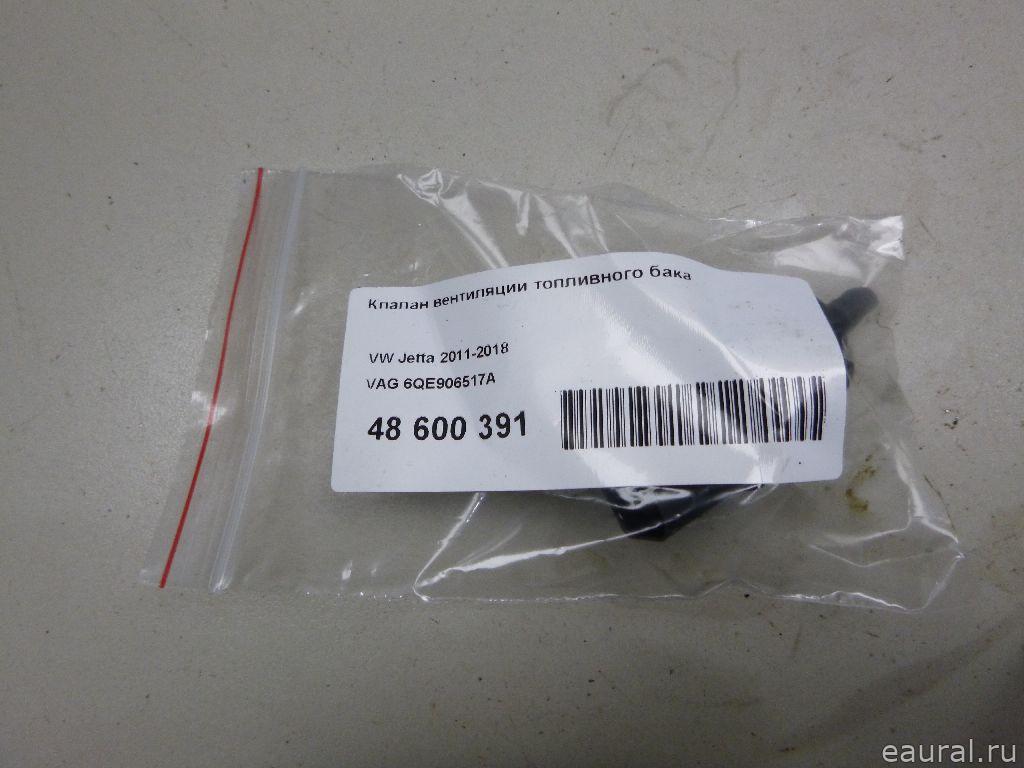 Клапан вентиляции топливного бака
VW Jetta 2011-2018
VAG 6QE906517A
48 600 391
eaural.ru